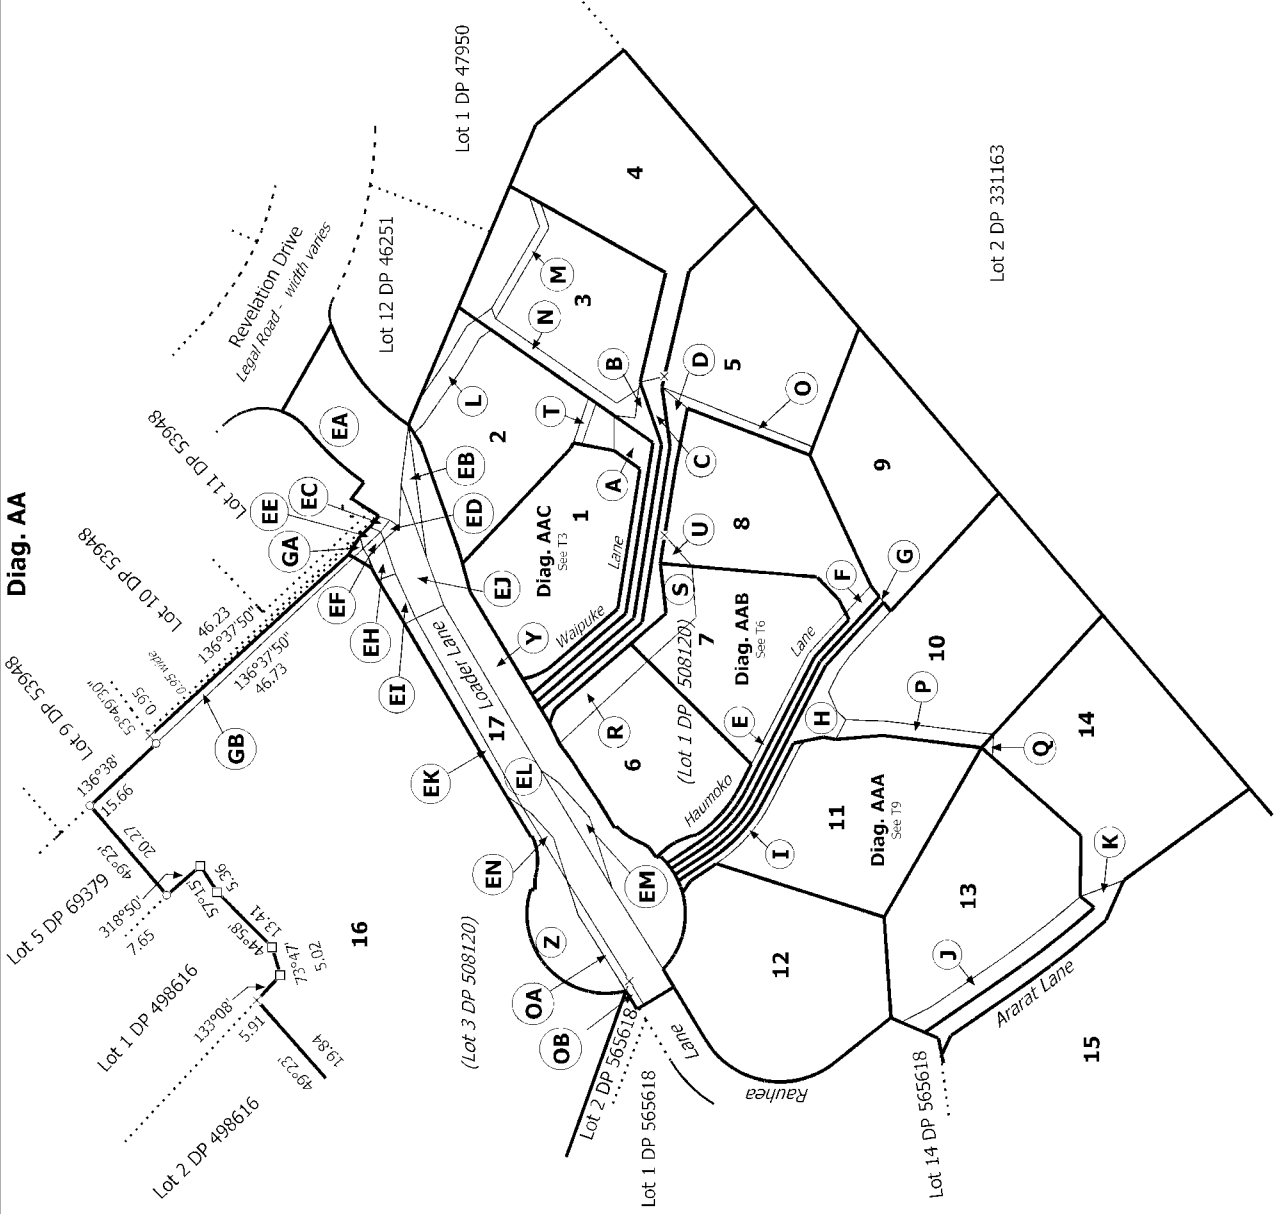 Diag. AA
Lot 1 DP 47950
Revelation Drive
Legal Road - width varies
Lot 12 DP 46251
Lot 11 DP 53948
Lot 10 DP 53948
Lot 9 DP 53948
46.23
136°37'50"
0.95 wide
136°37'50"
46.73
53°49'30"
0.95
136°38'
15.66
20.27
49°23'
Lot 5 DP 69379
318°50'
7.65
5.36
57°15'
13.41
44°58'
73°47'
5.02
Lot 1 DP 498616
133°08'
5.91
19.84
49°23'
Lot 2 DP 498616
16
GB
GA
EE
EC
EA
EF
EH
EI
ED
EB
EJ
EK
EL
EM
EN
17
Loader Lane
Y
Z
OA
OB
(Lot 3 DP 508120)
Lot 2 DP 565618
Lot 1 DP 565618
Rauhea
Lane
Lot 14 DP 565618
4
3
M
N
L
2
T
B
A
1
Diag. AAC
See T3
Waipuke
Lane
D
C
5
O
Lot 2 DP 331163
9
8
U
S
7
Diag. AAB
See T6
(Lot 1 DP 508120)
R
6
F
G
Lane
Haumoko
E
H
I
10
P
Q
11
Diag. AAA
See T9
12
13
14
J
K
Ararat Lane
15